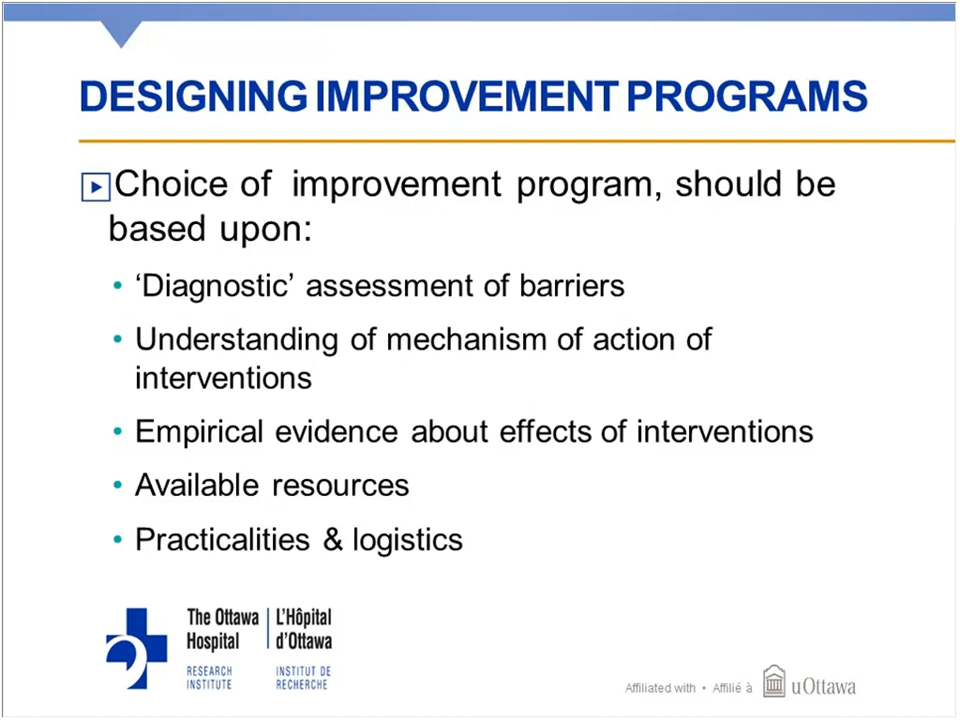 DESIGNING IMPROVEMENT PROGRAMS
Choice of improvement program, should be
based upon:
• ‘Diagnostic’ assessment of barriers
• Understanding of mechanism of action of
interventions
• Empirical evidence about effects of interventions
• Available resources
• Practicalities & logistics
The Ottawa
Hospital
RESEARCH
INSTITUTE
L'Hôpital
d'Ottawa
INSTITUT DE
RECHERCHE
Affiliated with • Affilié à
uOttawa